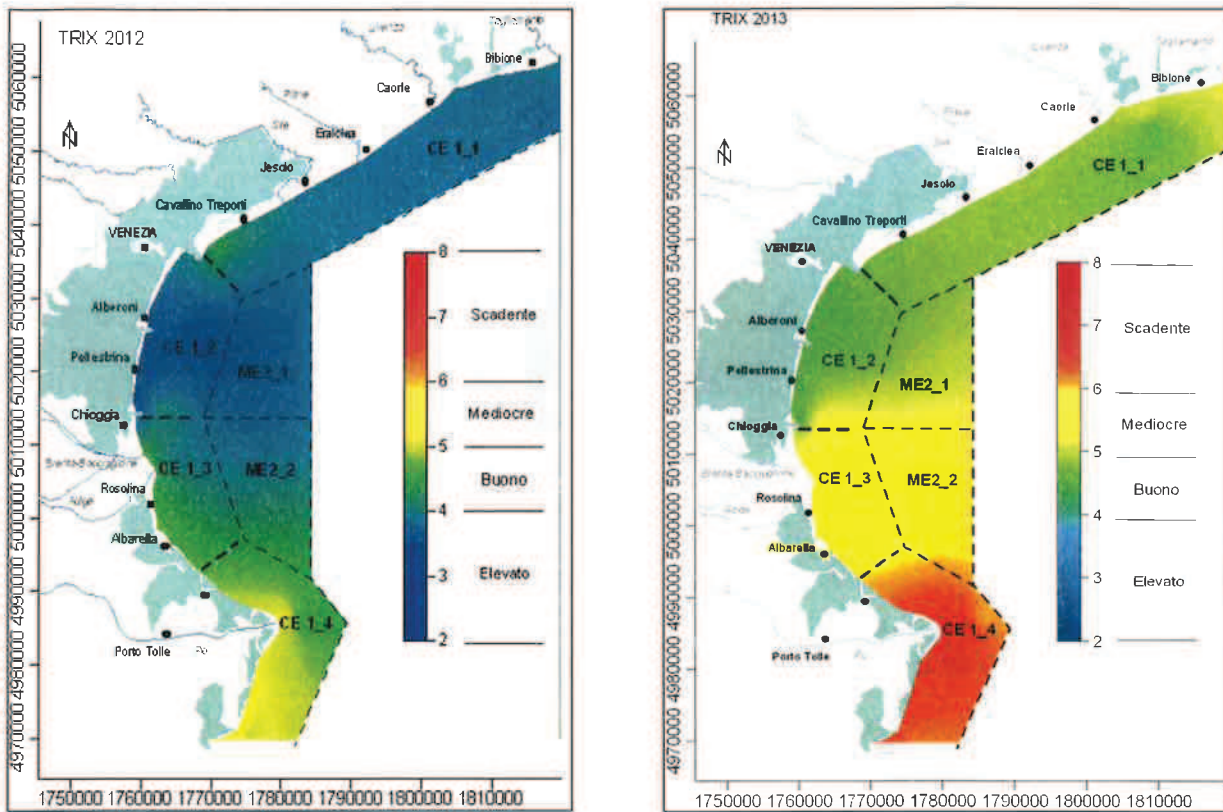 TRIX 2012
Bibione
Caorle
Eraclea
Jesolo
Cavallino Treporti
VENEZIA
Alberoni
Pellestrina
Chioggia
Rosolina
Albarella
Porto Tolle
Po
N
CE 1_1
CE 1_2
ME2_1
CE 1_3
ME2_2
CE 1_4
8
7
6
5
4
3
2
Scadente
Mediocre
Buono
Elevato
5060000
5050000
5040000
5030000
5020000
5010000
5000000
4990000
4980000
4970000
1750000 1760000 1770000 1780000 1790000 1800000 1810000
TRIX 2013
Bibione
Caorle
Eraclea
Jesolo
Cavallino Treporti
VENEZIA
Alberoni
Pellestrina
Chioggia
Rosolina
Albarella
Porto Tolle
N
CE 1_1
CE 1_2
ME2_1
CE 1_3
ME2_2
CE 1_4
8
7
6
5
4
3
2
Scadente
Mediocre
Buono
Elevato
5060000
5050000
5040000
5030000
5020000
5010000
5000000
4990000
4980000
4970000
1750000 1760000 1770000 1780000 1790000 1800000 1810000